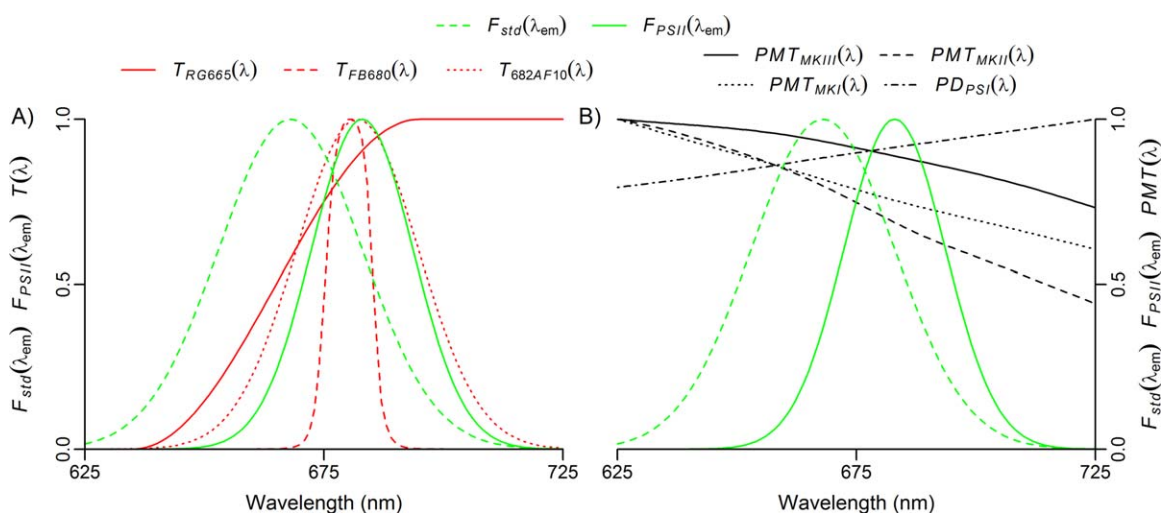 F_std(λ_em) F_PSII(λ_em)
T_RG665(λ) T_FB680(λ) T_682AF10(λ)
PMT_MKIII(λ) PMT_MKII(λ)
PMT_MKI(λ) PD_PSI(λ)
A)
B)
F_std(λ_em) F_PSII(λ_em) T(λ)
0.0 0.5 1.0
625 675 725
Wavelength (nm)
0.0 0.5 1.0
625 675 725
Wavelength (nm)
F_std(λ_em) F_PSII(λ_em) PMT(λ)